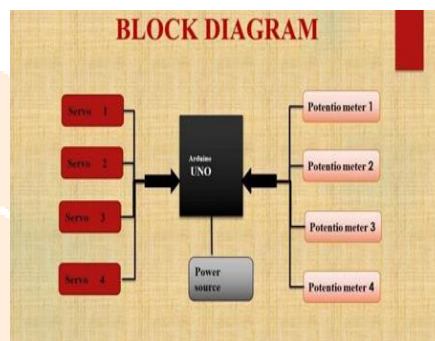 BLOCK DIAGRAM
Servo 1
Servo 2
Servo 3
Servo 4
Arduino
UNO
Power
source
Potentio meter 1
Potentio meter 2
Potentio meter 3
Potentio meter 4